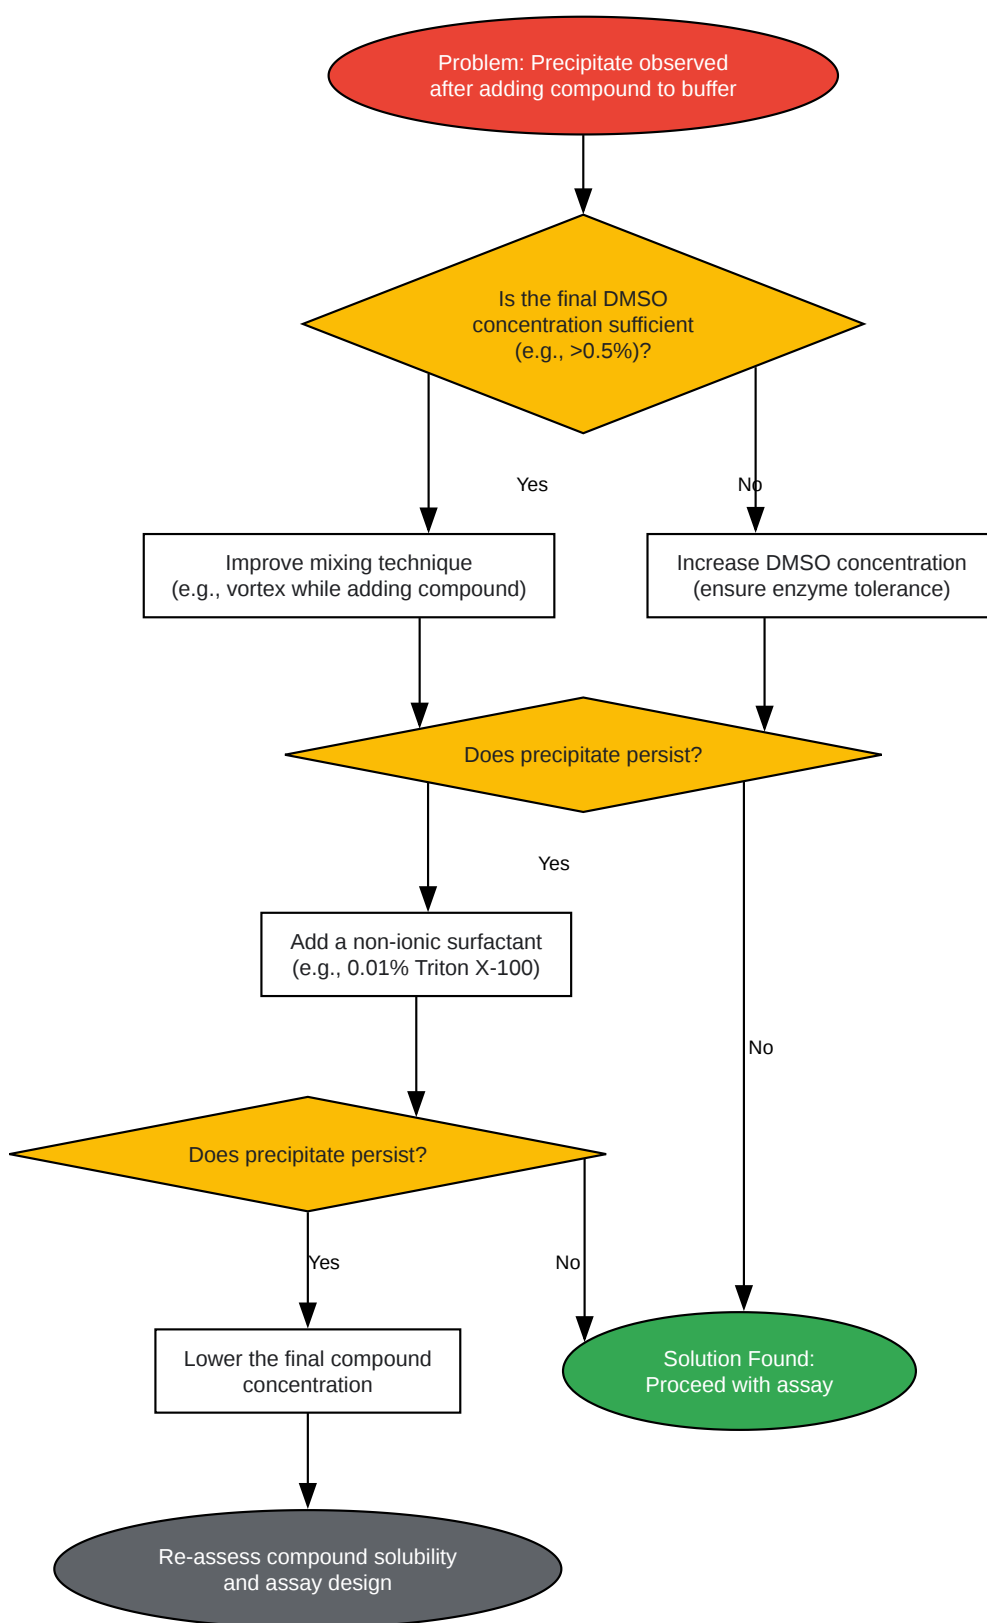 Problem: Precipitate observed
after adding compound to buffer
Is the final DMSO
concentration sufficient
(e.g., >0.5%)?
Yes
No
Improve mixing technique
(e.g., vortex while adding compound)
Increase DMSO concentration
(ensure enzyme tolerance)
Does precipitate persist?
Yes
Add a non-ionic surfactant
(e.g., 0.01% Triton X-100)
No
Does precipitate persist?
Yes
No
Lower the final compound
concentration
Solution Found:
Proceed with assay
Re-assess compound solubility
and assay design